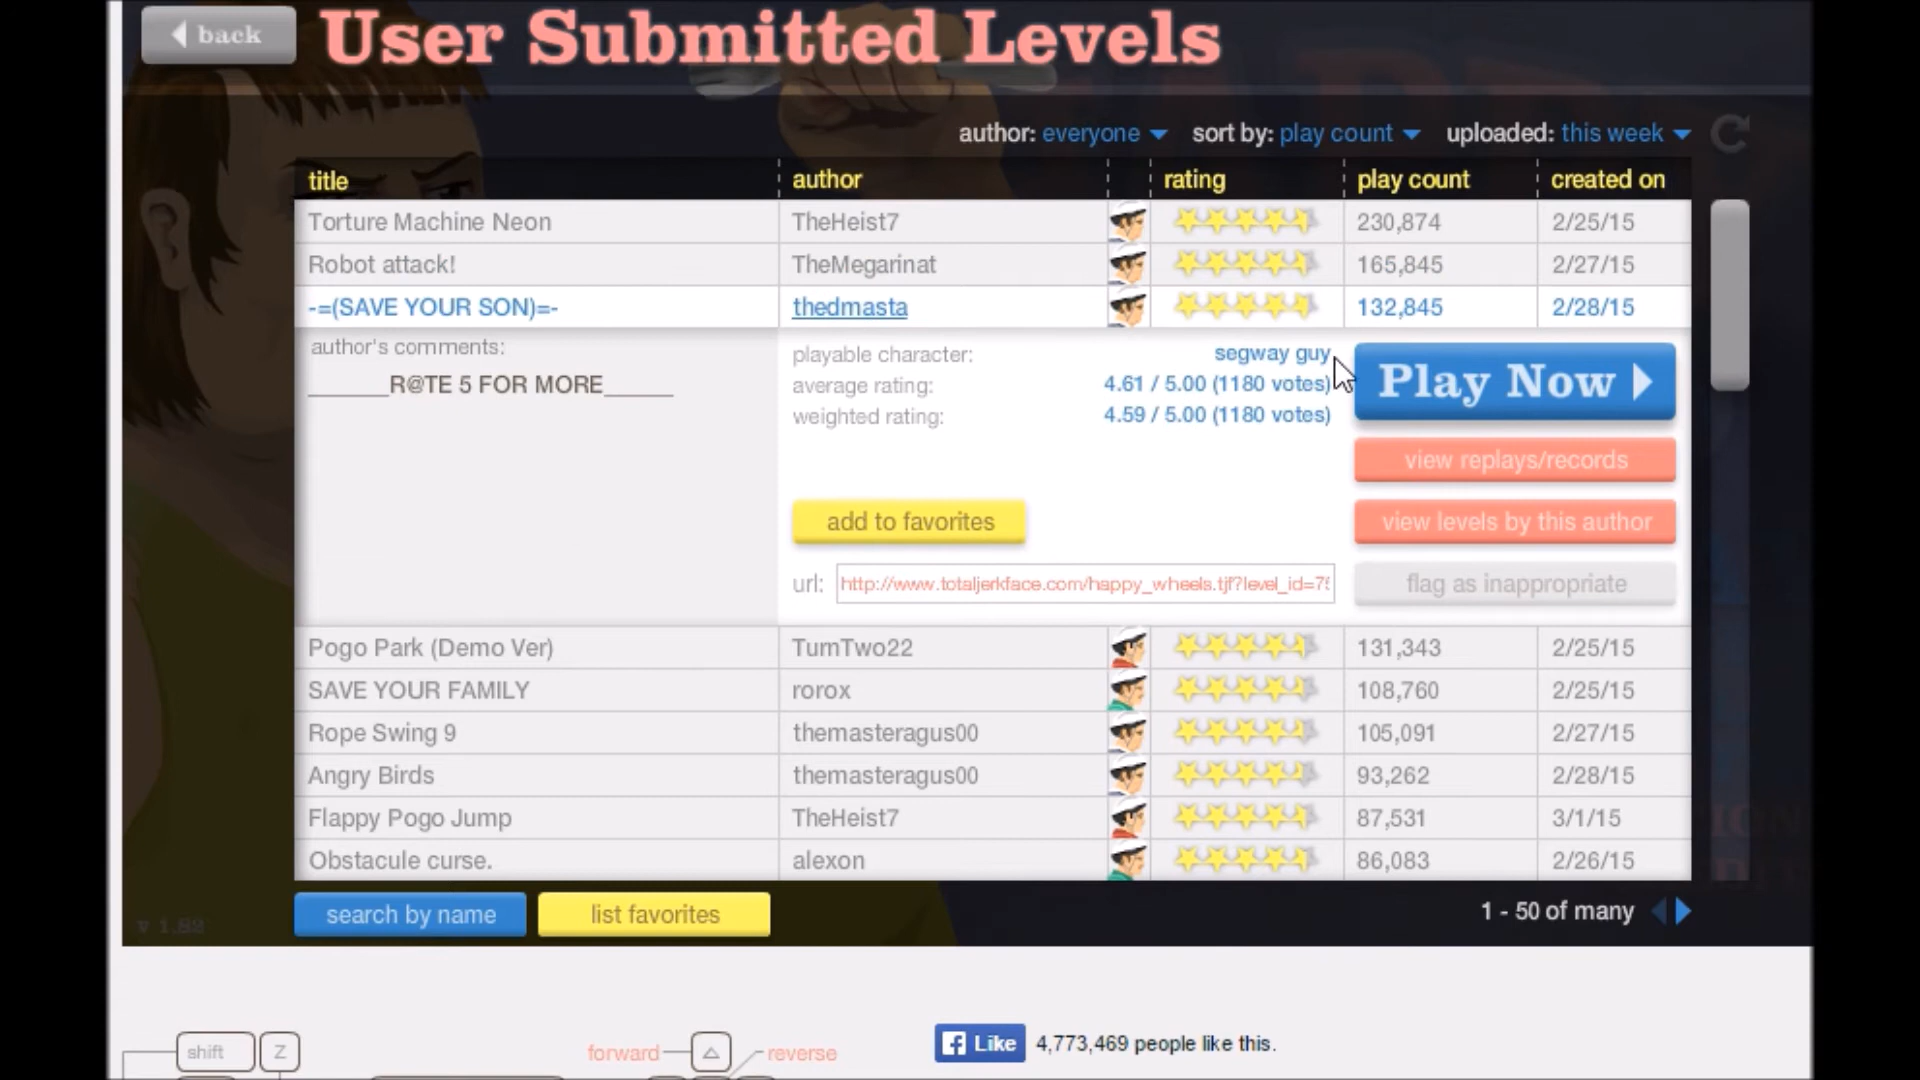 back
User Submitted Levels
author: everyone sort by: play count uploaded: this week
title author rating play count created on
Torture Machine Neon TheHeist7 230,874 2/25/15
Robot attack! TheMegarinat 165,845 2/27/15
-=(SAVE YOUR SON)=- thedmasta 132,845 2/28/15
author's comments:
______R@TE 5 FOR MORE_____
playable character: segway guy
average rating: 4.61 / 5.00 (1180 votes)
weighted rating: 4.59 / 5.00 (1180 votes)
Play Now
view replays/records
add to favorites
view levels by this author
url: http://www.totaljerkface.com/happy_wheels.tjf?level_id=7
flag as inappropriate
Pogo Park (Demo Ver) TurnTwo22 131,343 2/25/15
SAVE YOUR FAMILY rorox 108,760 2/25/15
Rope Swing 9 themasteragus00 105,091 2/27/15
Angry Birds themasteragus00 93,262 2/28/15
Flappy Pogo Jump TheHeist7 87,531 3/1/15
Obstacule curse. alexon 86,083 2/26/15
search by name
list favorites
1 - 50 of many
v 1.82
shift Z
forward reverse
Like 4,773,469 people like this.